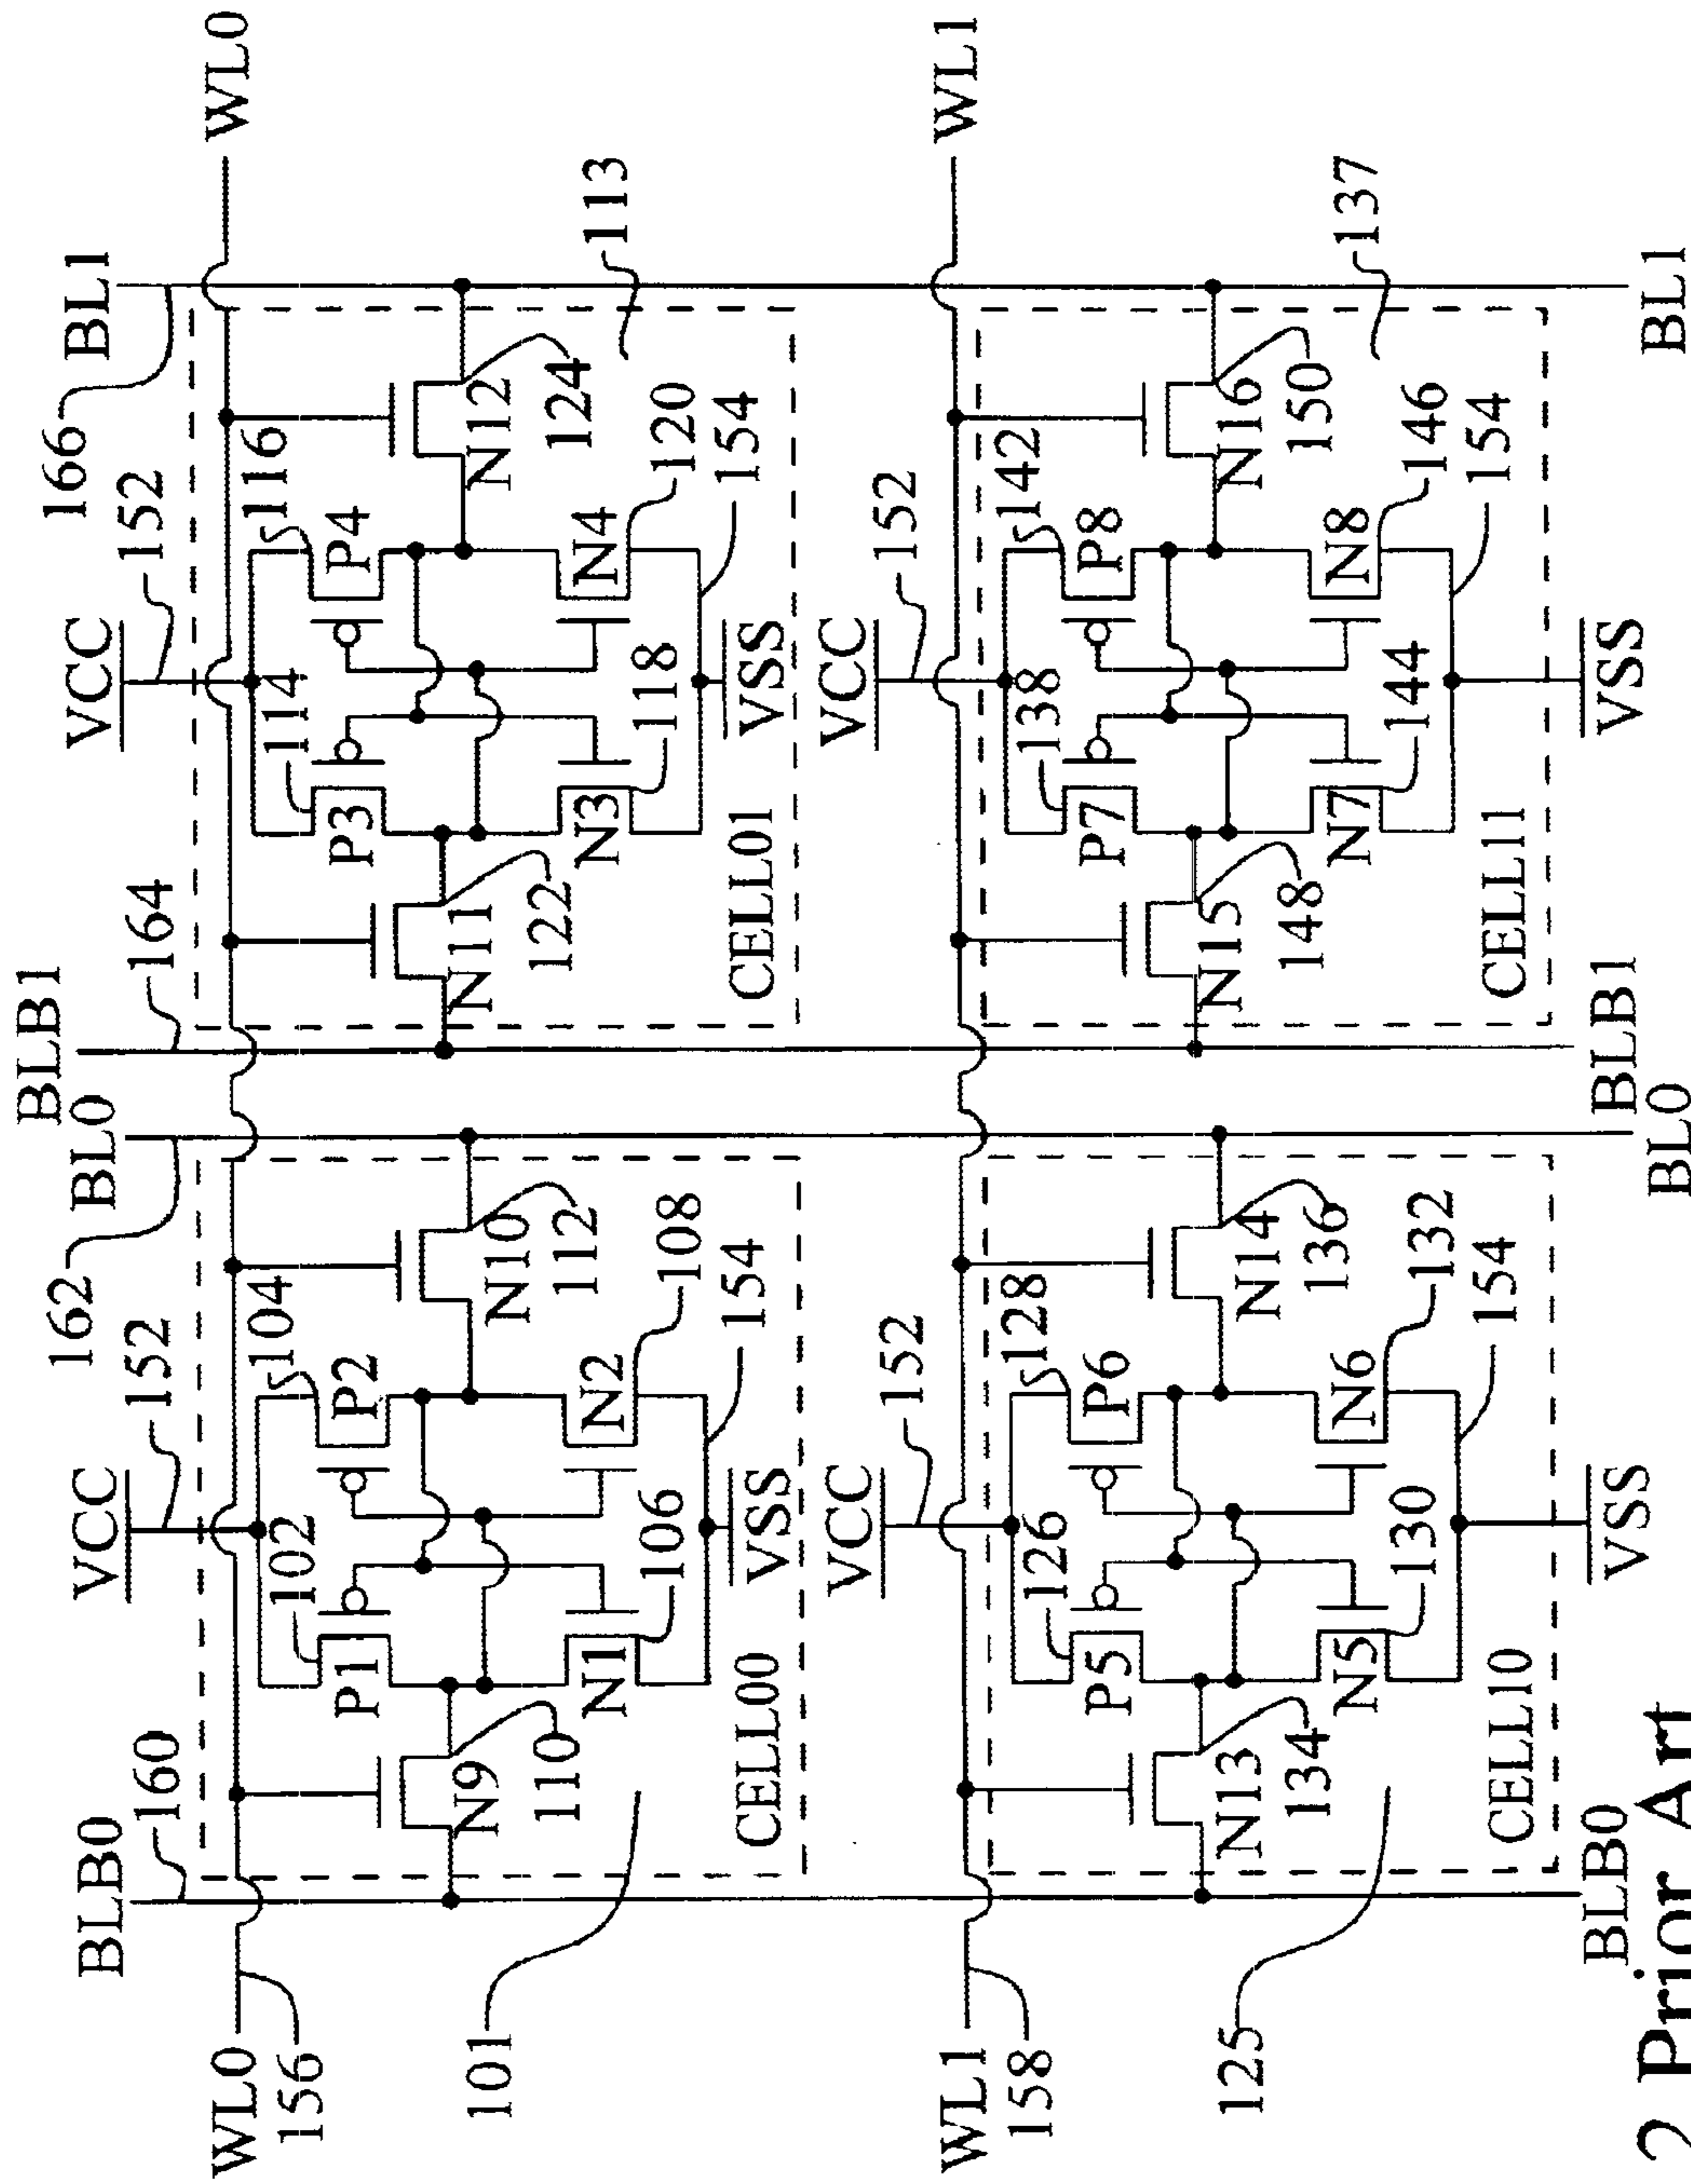 BLB0
160
VCC
152
162
BL0
BLB1
164
VCC
152
166
BL1
WL0
156
WL0
102
104
114
116
P1
P2
P3
P4
N9
N10
N11
N12
110
112
122
124
N1
N2
N3
N4
106
108
118
120
101
113
154
154
CELL00
VSS
CELL01
VSS
VCC
152
VCC
152
WL1
158
WL1
126
128
138
142
P5
P6
P7
P8
N13
N14
N15
N16
134
136
148
150
N5
N6
N7
N8
130
132
144
146
125
137
154
154
CELL10
CELL11
BLB0
VSS
BL0
BLB1
VSS
BL1
2 Prior Art